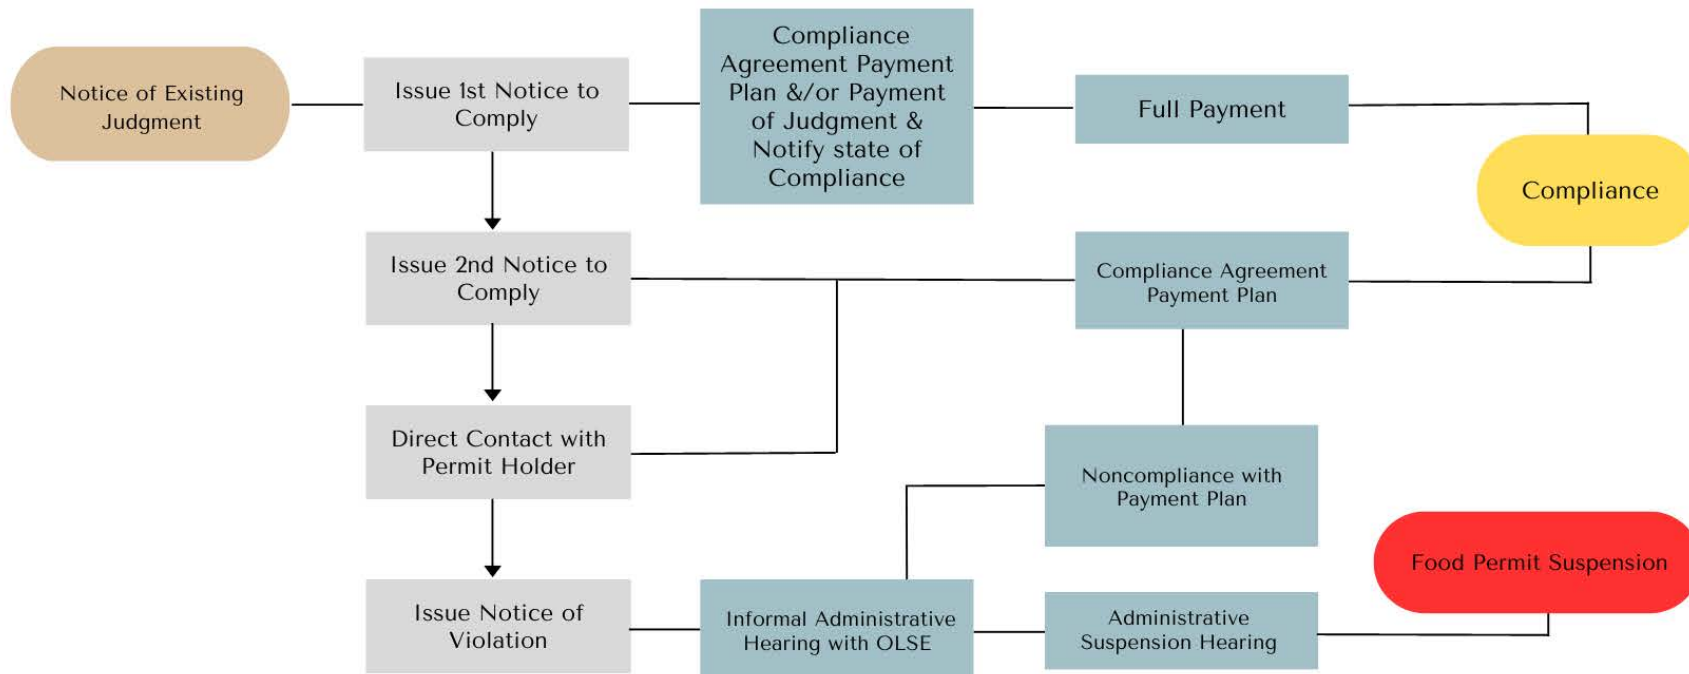 Notice of Existing
Judgment
Issue 1st Notice to
Comply
Compliance
Agreement Payment
Plan &/or Payment
of Judgment &
Notify state of
Compliance
Full Payment
Compliance
Issue 2nd Notice to
Comply
Compliance Agreement
Payment Plan
Direct Contact with
Permit Holder
Noncompliance with
Payment Plan
Food Permit Suspension
Issue Notice of
Violation
Informal Administrative
Hearing with OLSE
Administrative
Suspension Hearing